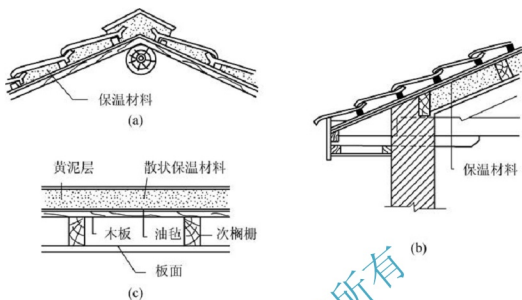 保温材料
(a)
保温材料
(b)
黄泥层 散状保温材料
木板 油毡 次搁栅
板面
(c)
所有